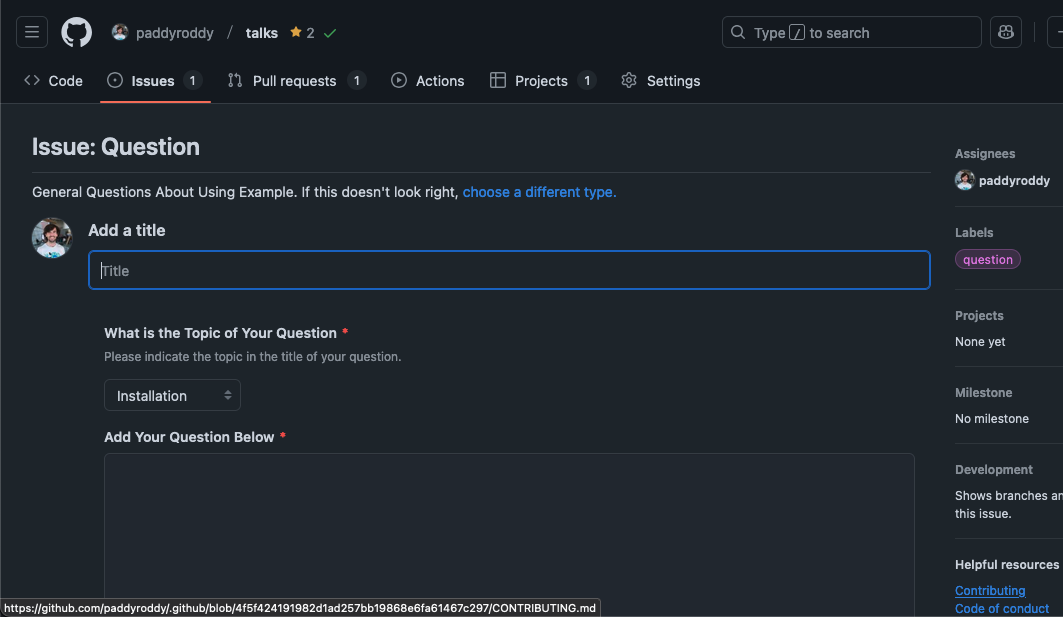 paddyroddy / talks 2
Type / to search
Code Issues 1 Pull requests 1 Actions Projects 1 Settings
Issue: Question
General Questions About Using Example. If this doesn't look right, choose a different type.
Add a title
Title
What is the Topic of Your Question *
Please indicate the topic in the title of your question.
Installation
Add Your Question Below *
Assignees
paddyroddy
Labels
question
Projects
None yet
Milestone
No milestone
Development
Shows branches an
this issue.
Helpful resources
Contributing
Code of conduct
https://github.com/paddyroddy/.github/blob/4f5f424191982d1ad257bb19868e6fa61467c297/CONTRIBUTING.md